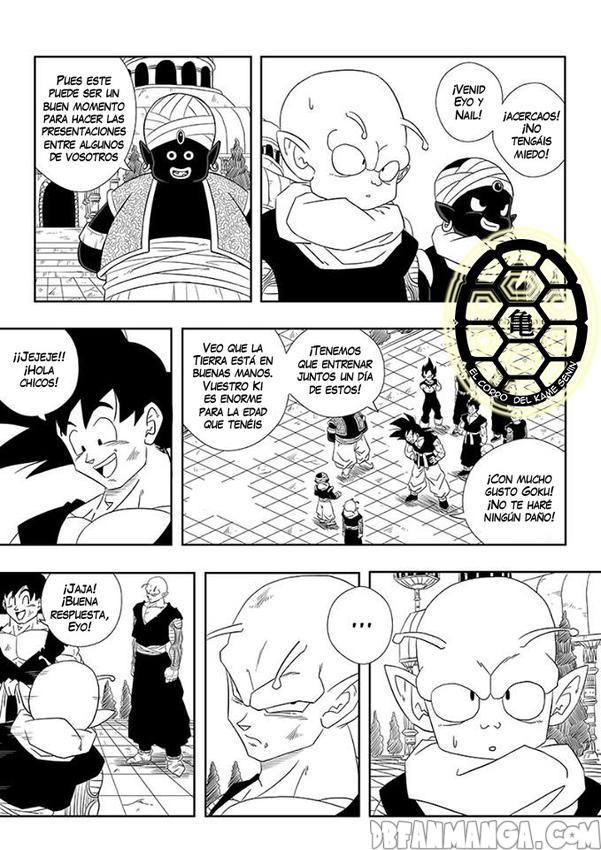 PUES ESTE
PUEDE SER UN
BUEN MOMENTO
PARA HACER LAS
PRESENTACIONES
ENTRE ALGUNOS
DE VOSOTROS
¡VENID
EYO Y
NAIL!
¡ACERCAOS!
¡NO
TENGÁIS
MIEDO!
¡¡JEJEJE!!
¡HOLA
CHICOS!
VEO QUE LA
TIERRA ESTÁ EN
BUENAS MANOS.
VUESTRO KI
ES ENORME
PARA LA EDAD
QUE TENÉIS
¡TENEMOS
QUE ENTRENAR
JUNTOS UN DÍA
DE ESTOS!
亀
EL CORRO DEL KAME SENIN
¡CON MUCHO
GUSTO GOKU!
¡NO TE HARÉ
NINGÚN DAÑO!
¡JAJA!
¡BUENA
RESPUESTA,
EYO!
...
DBFANMANGA.COM